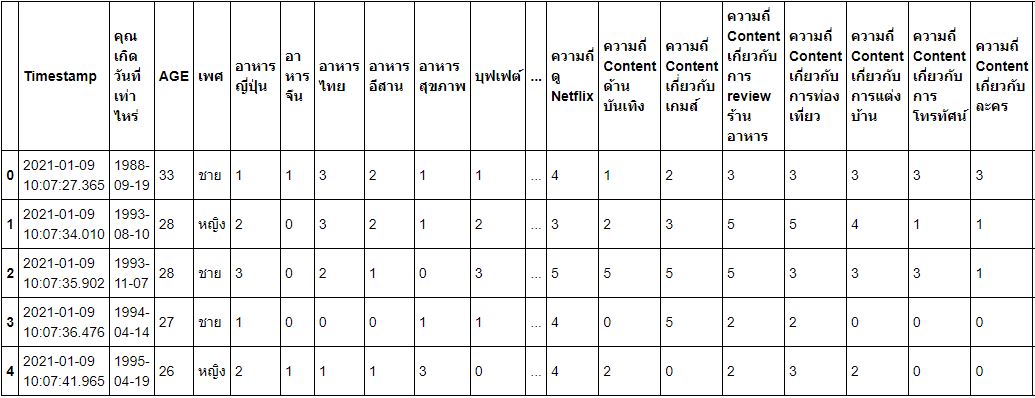 Timestamp คุณเกิดวันที่เท่าไหร่ AGE เพศ อาหารญี่ปุ่น อาหารจีน อาหารไทย อาหารอีสาน อาหารสุขภาพ บุฟเฟต์ ... ความถี่ดู Netflix ความถี่ Content ด้านบันเทิง ความถี่ Content เกี่ยวกับเกมส์ ความถี่ Content เกี่ยวกับการ review ร้านอาหาร ความถี่ Content เกี่ยวกับการท่องเที่ยว ความถี่ Content เกี่ยวกับการแต่งบ้าน ความถี่ Content เกี่ยวกับการโทรทัศน์ ความถี่ Content เกี่ยวกับละคร
0 2021-01-09 10:07:27.365 1988-09-19 33 ชาย 1 1 3 2 1 1 ... 4 1 2 3 3 3 3 3
1 2021-01-09 10:07:34.010 1993-08-10 28 หญิง 2 0 3 2 1 2 ... 3 2 3 5 5 4 1 1
2 2021-01-09 10:07:35.902 1993-11-07 28 ชาย 3 0 2 1 0 3 ... 5 5 5 5 3 3 3 1
3 2021-01-09 10:07:36.476 1994-04-14 27 ชาย 1 0 0 0 1 1 ... 4 0 5 2 2 0 0 0
4 2021-01-09 10:07:41.965 1995-04-19 26 หญิง 2 1 1 1 3 0 ... 4 2 0 2 3 2 0 0